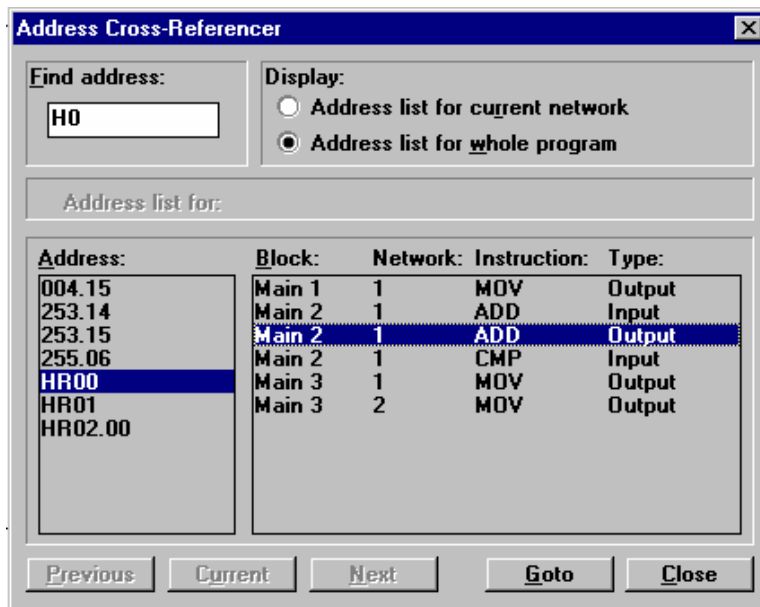 Address Cross-Referencer
Find address:
H0
Display:
Address list for current network
Address list for whole program
Address list for:
Address:
004.15
253.14
253.15
255.06
HR00
HR01
HR02.00
Block: Network: Instruction: Type:
Main 1 1 MOV Output
Main 2 1 ADD Input
Main 2 1 ADD Output
Main 2 1 CMP Input
Main 3 1 MOV Output
Main 3 2 MOV Output
Previous Current Next Goto Close